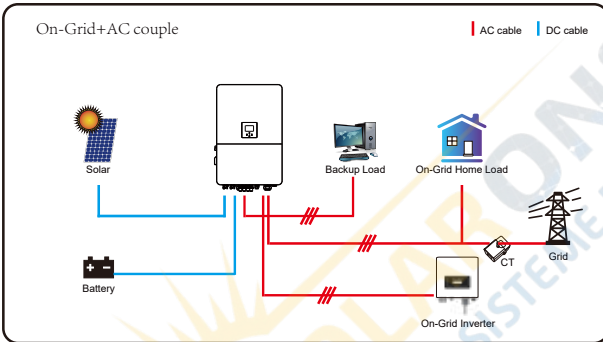 On-Grid+AC couple
AC cable
DC cable
Solar
Backup Load
On-Grid Home Load
CT
Grid
Battery
On-Grid Inverter